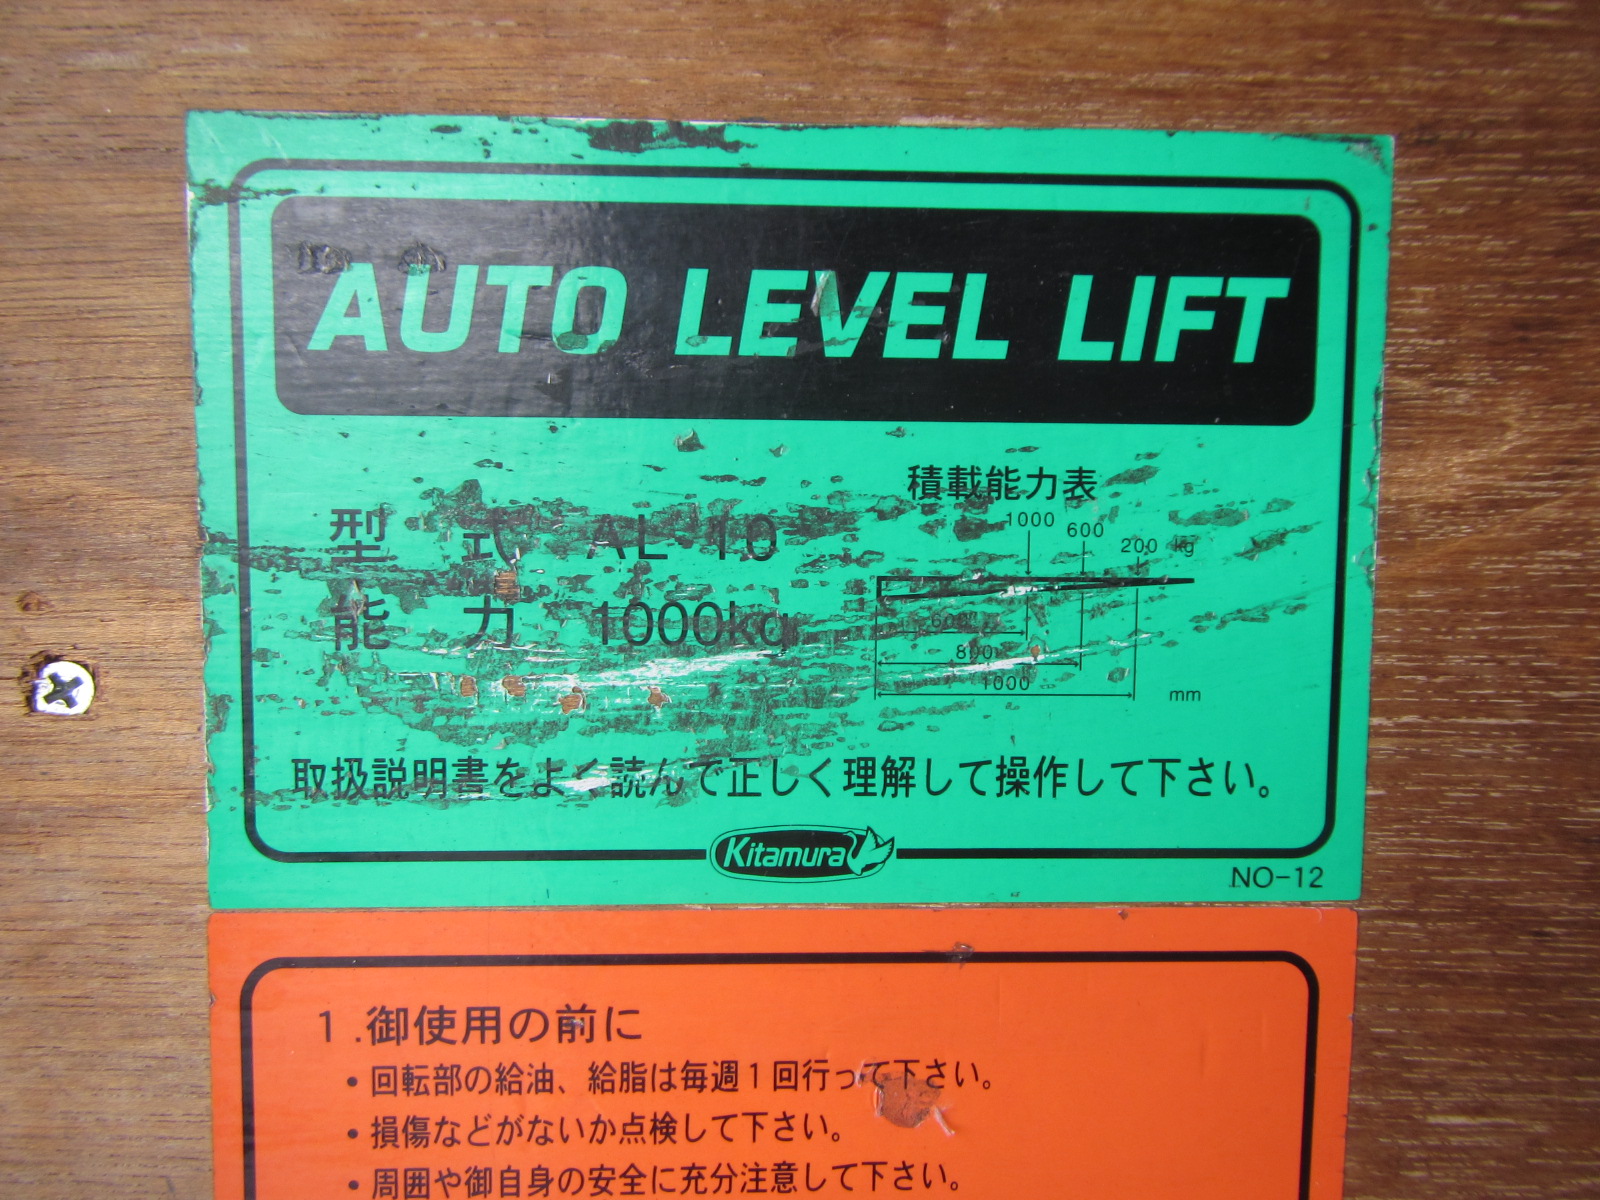 AUTO LEVEL LIFT
型 式 AL-10
能 力 1000kg
積載能力表
1000 600 200 kg
600
800
1000
mm
取扱説明書をよく読んで正しく理解して操作して下さい。
Kitamura
NO-12
1.御使用の前に
・回転部の給油、給脂は毎週1回行って下さい。
・損傷などがないか点検して下さい。
・周囲や御自身の安全に充分注意して下さい。